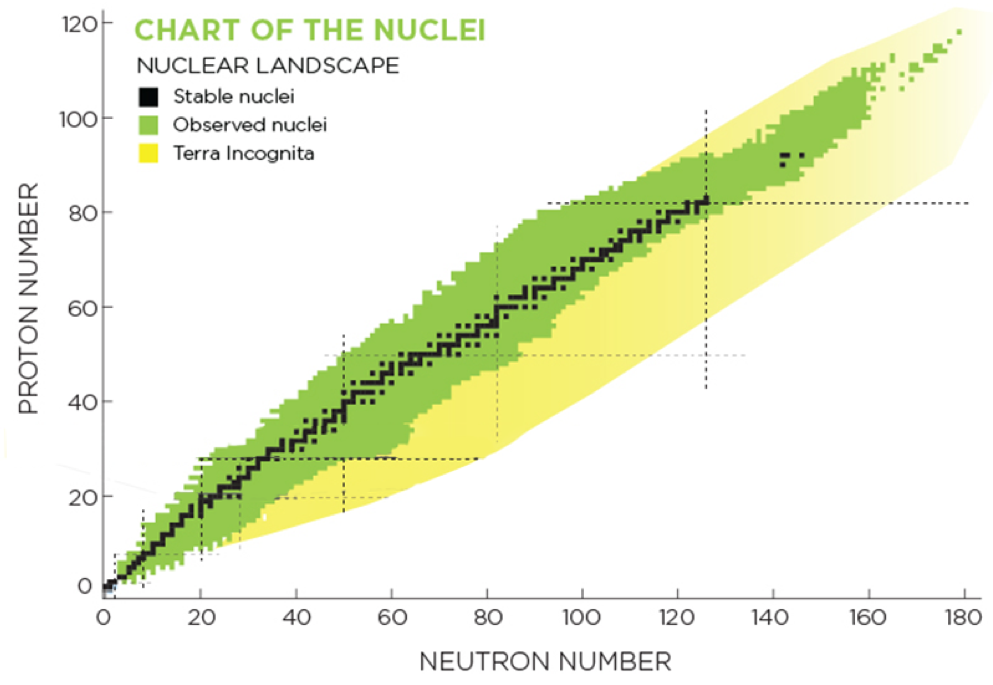 CHART OF THE NUCLEI
NUCLEAR LANDSCAPE
Stable nuclei
Observed nuclei
Terra Incognita
PROTON NUMBER
120
100
80
60
40
20
0
0 20 40 60 80 100 120 140 160 180
NEUTRON NUMBER